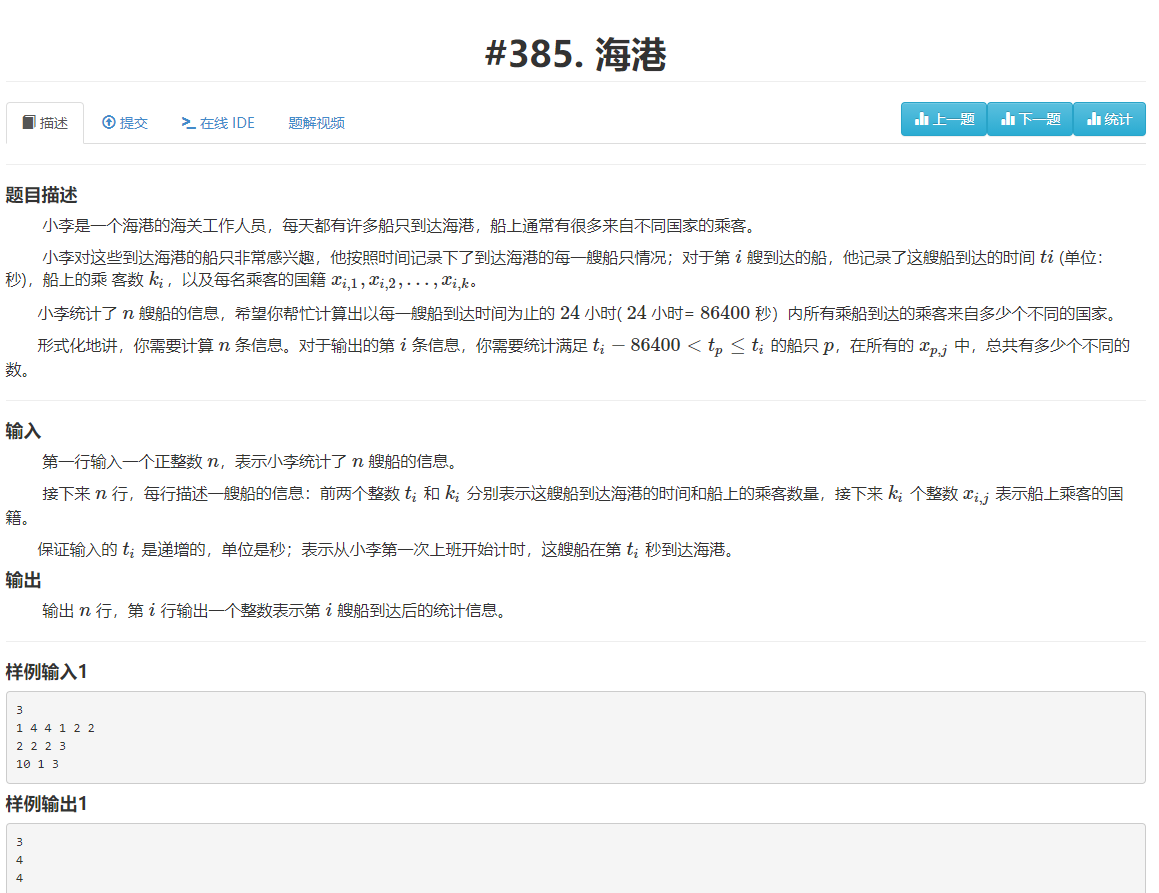 #385. 海港
描述 提交 >_ 在线 IDE 题解视频 上一题 下一题 统计
题目描述
小李是一个海港的海关工作人员，每天都有许多船只到达海港，船上通常有很多来自不同国家的乘客。
小李对这些到达海港的船只非常感兴趣，他按照时间记录下了到达海港的每一艘船只情况；对于第 i 艘到达的船，他记录了这艘船到达的时间 ti (单位：
秒)，船上的乘 客数 k_i，以及每名乘客的国籍 x_{i,1}, x_{i,2}, . . . , x_{i,k}。
小李统计了 n 艘船的信息，希望你帮忙计算出以每一艘船到达时间为止的 24 小时( 24 小时= 86400 秒）内所有乘船到达的乘客来自多少个不同的国家。
形式化地讲，你需要计算 n 条信息。对于输出的第 i 条信息，你需要统计满足 t_i − 86400 < t_p ≤ t_i 的船只 p，在所有的 x_{p,j} 中，总共有多少个不同的
数。
输入
第一行输入一个正整数 n，表示小李统计了 n 艘船的信息。
接下来 n 行，每行描述一艘船的信息：前两个整数 t_i 和 k_i 分别表示这艘船到达海港的时间和船上的乘客数量，接下来 k_i 个整数 x_{i,j} 表示船上乘客的国
籍。
保证输入的 t_i 是递增的，单位是秒；表示从小李第一次上班开始计时，这艘船在第 t_i 秒到达海港。
输出
输出 n 行，第 i 行输出一个整数表示第 i 艘船到达后的统计信息。
样例输入1
3
1 4 4 1 2 2
2 2 2 3
10 1 3
样例输出1
3
4
4